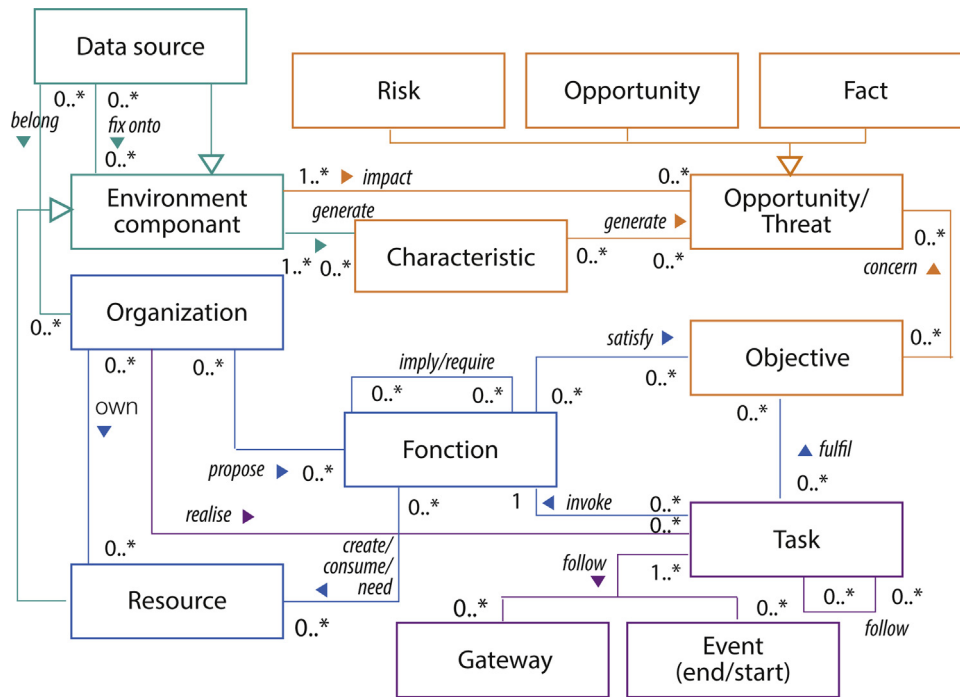 Data source
0..*
0..*
belong
fix onto
0..*
Risk
Opportunity
Fact
Environment
componant
1..*
impact
0..*
Opportunity/
Threat
generate
1..*
0..*
Characteristic
generate
0..*
0..*
0..*
concern
Organization
0..*
0..*
0..*
own
imply/require
0..*
0..*
satisfy
0..*
0..*
Objective
0..*
0..*
Fonction
propose
0..*
fulfil
0..*
0..*
1
invoke
0..*
0..*
realise
Task
create/
consume/
need
0..*
Resource
0..*
follow
1..*
0..*
0..*
follow
0..*
0..*
Gateway
Event
(end/start)